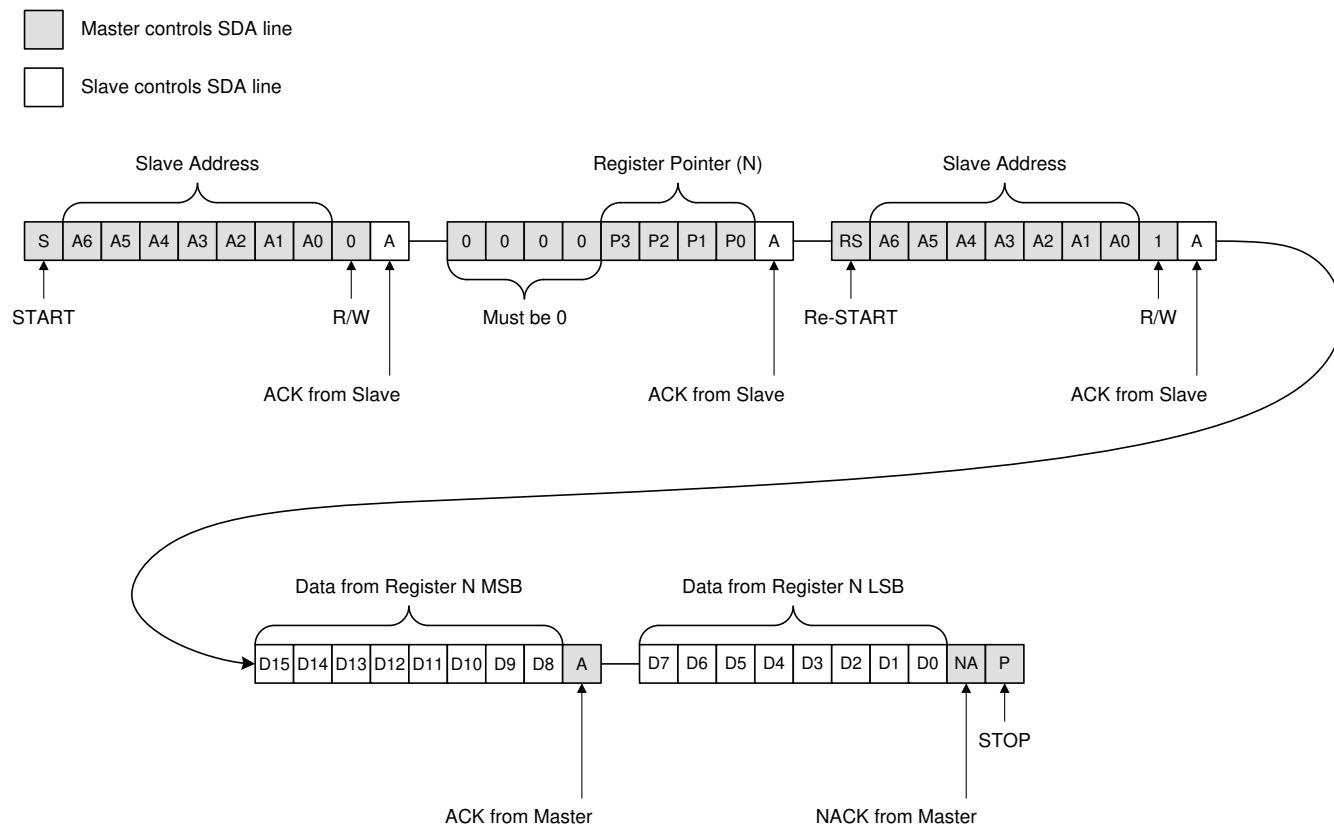 Master controls SDA line
Slave controls SDA line
Slave Address
Register Pointer (N)
Slave Address
S A6 A5 A4 A3 A2 A1 A0 0 A 0 0 0 0 P3 P2 P1 P0 A RS A6 A5 A4 A3 A2 A1 A0 1 A
START R/W Must be 0 Re-START R/W
ACK from Slave ACK from Slave ACK from Slave
Data from Register N MSB Data from Register N LSB
D15 D14 D13 D12 D11 D10 D9 D8 A D7 D6 D5 D4 D3 D2 D1 D0 NA P
STOP
ACK from Master NACK from Master